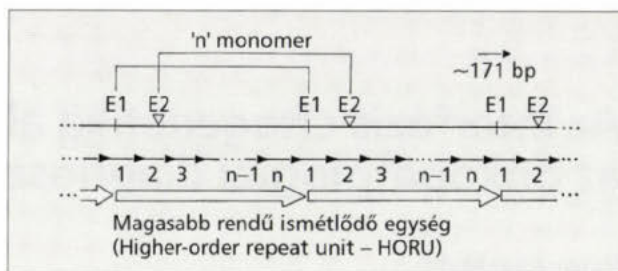 'n' monomer
~171 bp
E1 E2 E1 E2 E1 E2
... ... ... ... ...
1 2 3 n–1 n 1 2 3 n–1 n 1 2
... ...
Magasabb rendű ismétlődő egység
(Higher-order repeat unit – HORU)